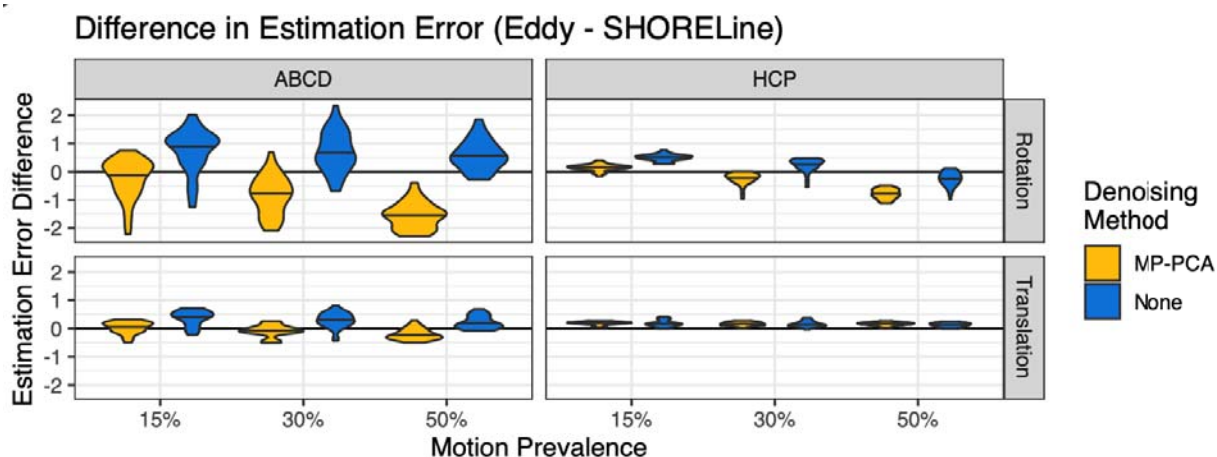 Difference in Estimation Error (Eddy - SHORELine)
ABCD
HCP
Estimation Error Difference
2
1
0
-1
-2
Rotation
2
1
0
-1
-2
Translation
15%
30%
50%
15%
30%
50%
Motion Prevalence
Denoising
Method
MP-PCA
None